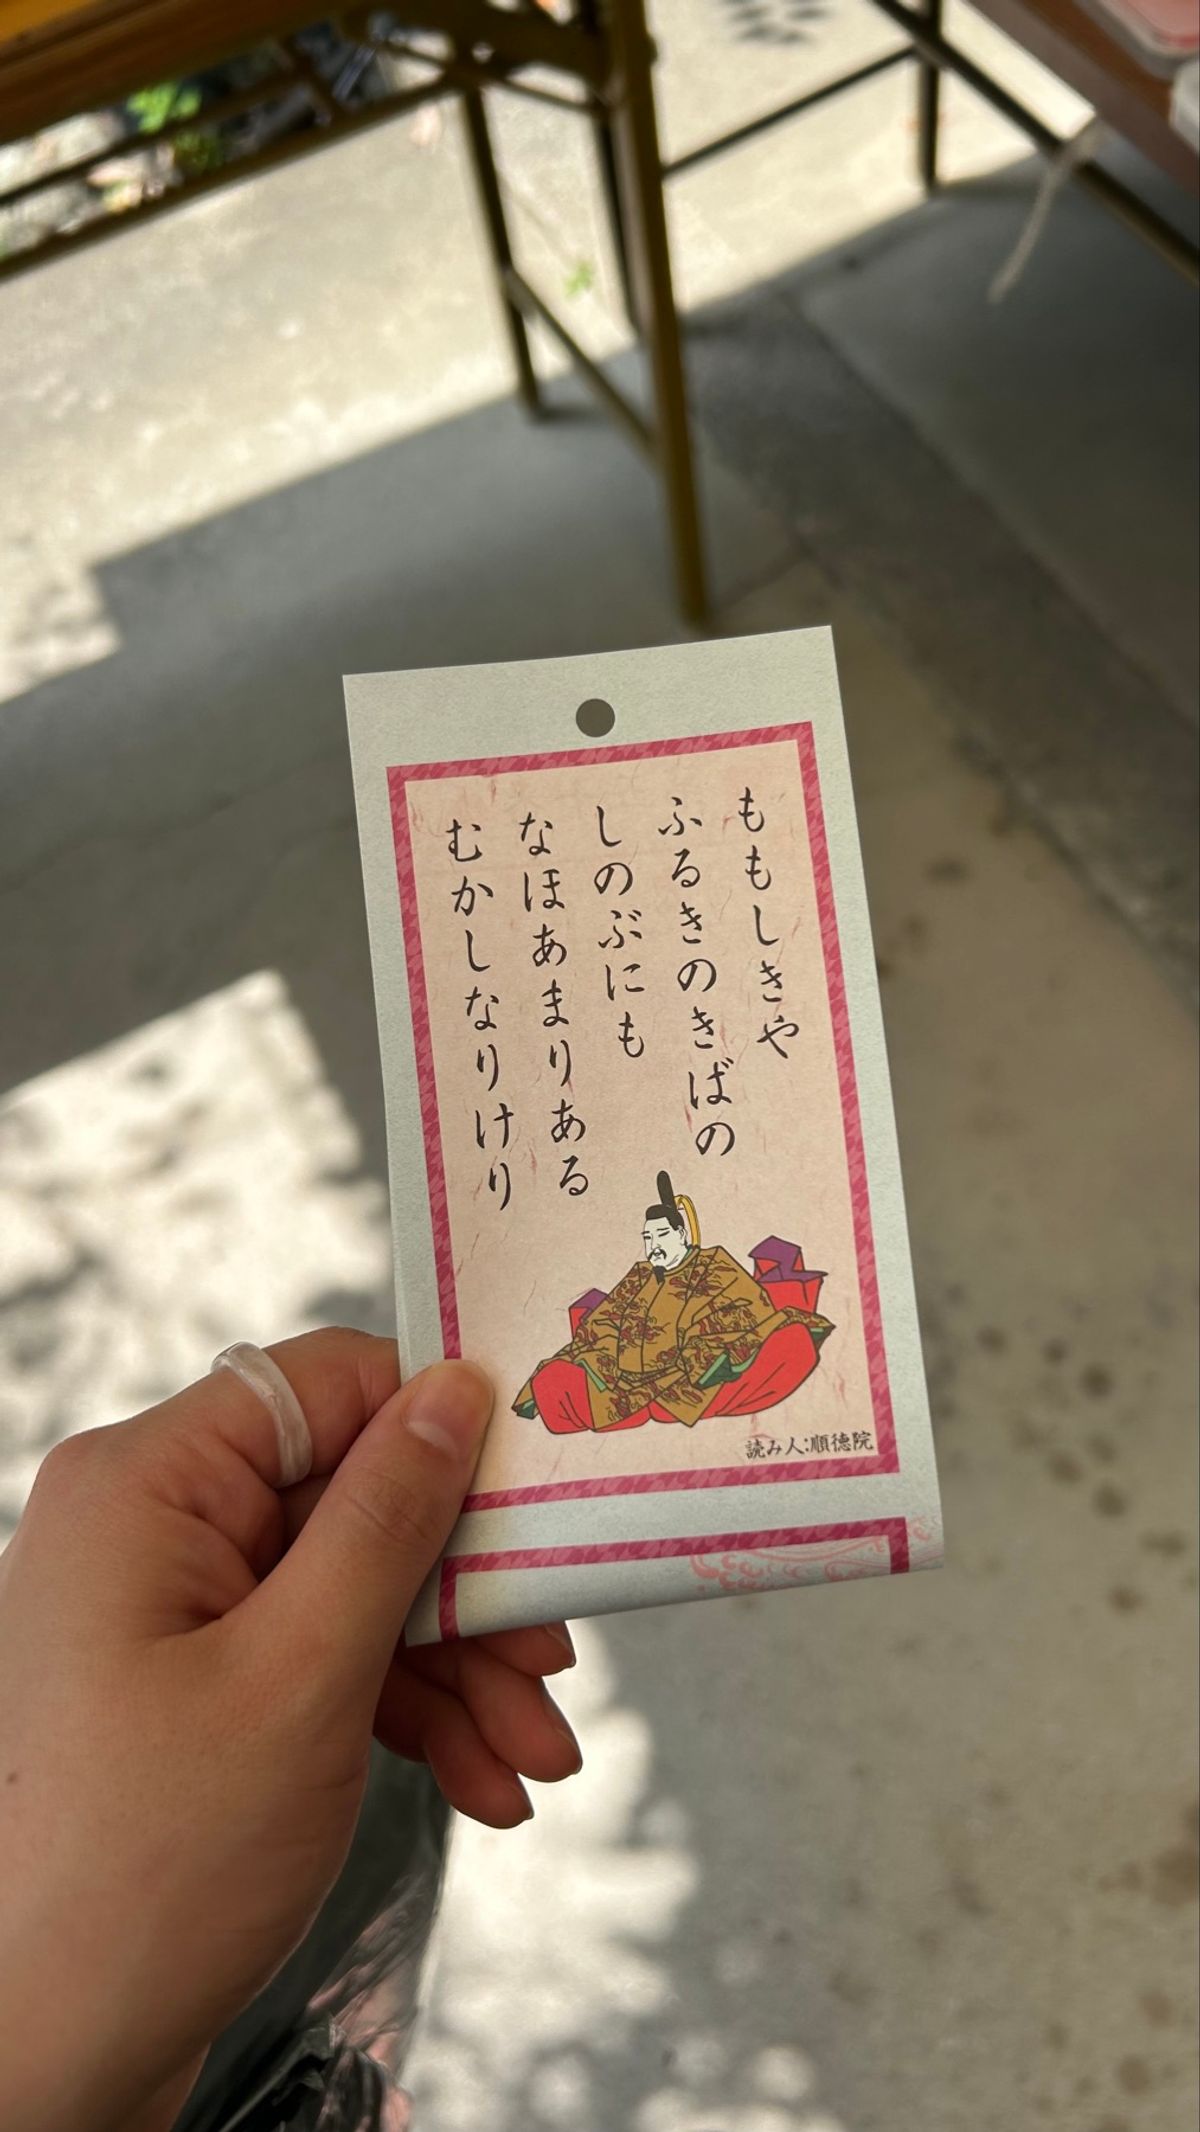 ももしきや
ふるきのきばの
しのぶにも
なほあまりある
むかしなりけり
読み人:順徳院